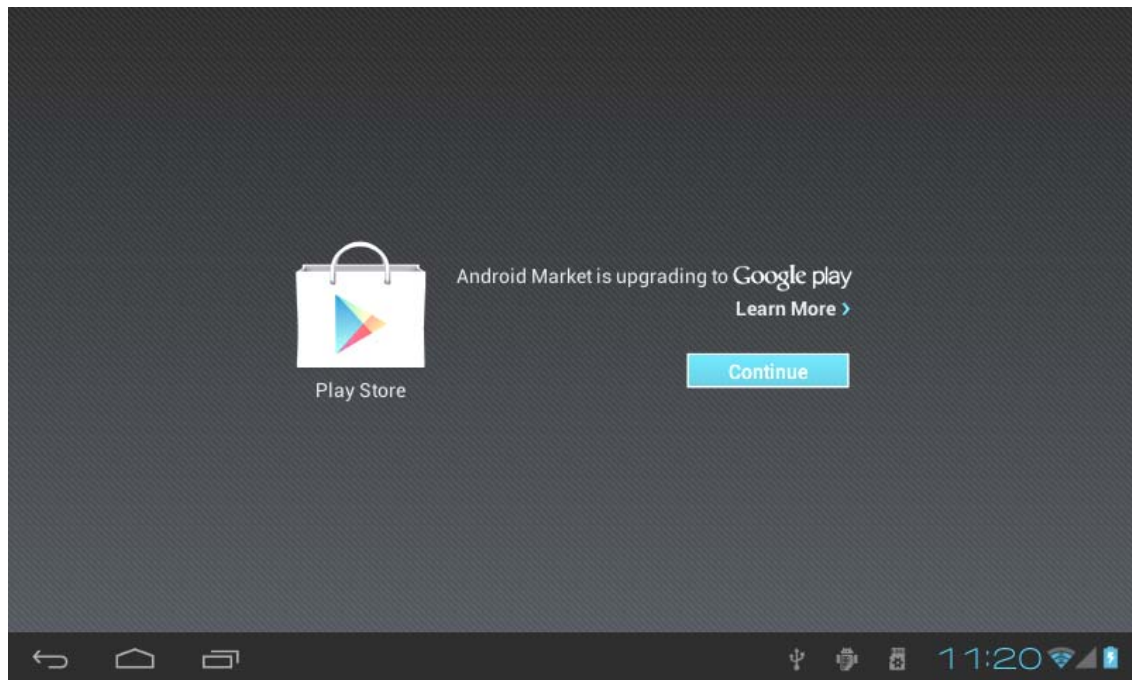 Android Market is upgrading to Google play
Learn More >
Continue
Play Store
11:20